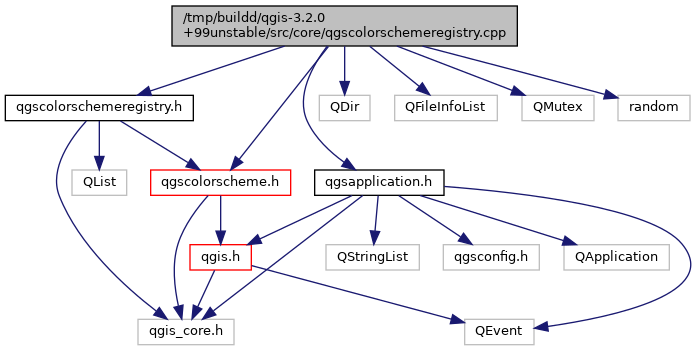 /tmp/buildd/qgis-3.2.0
+99unstable/src/core/qgscolorschemeregistry.cpp
qgscolorschemeregistry.h
QDir
QFileInfoList
QMutex
random
QList
qgscolorscheme.h
qgsapplication.h
qgis.h
QStringList
qgsconfig.h
QApplication
qgis_core.h
QEvent